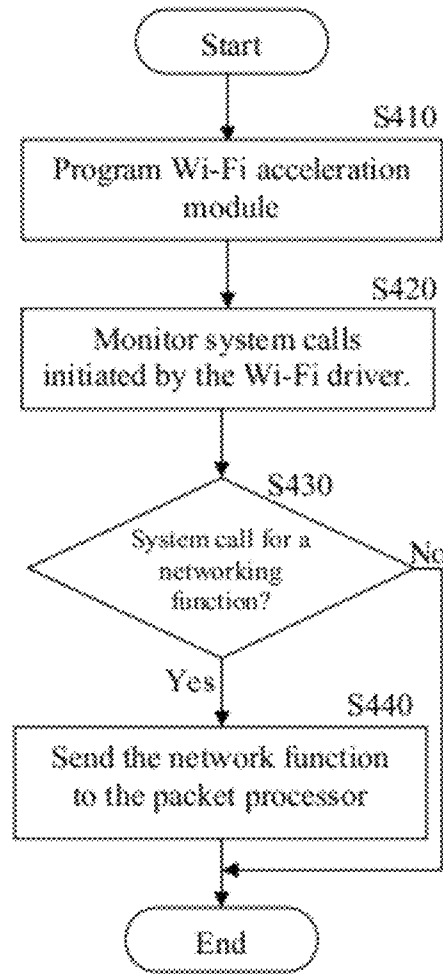 Start
S410
Program Wi-Fi acceleration
module
S420
Monitor system calls
initiated by the Wi-Fi driver.
S430
System call for a
networking
function?
No
Yes
S440
Send the network function
to the packet processor
End